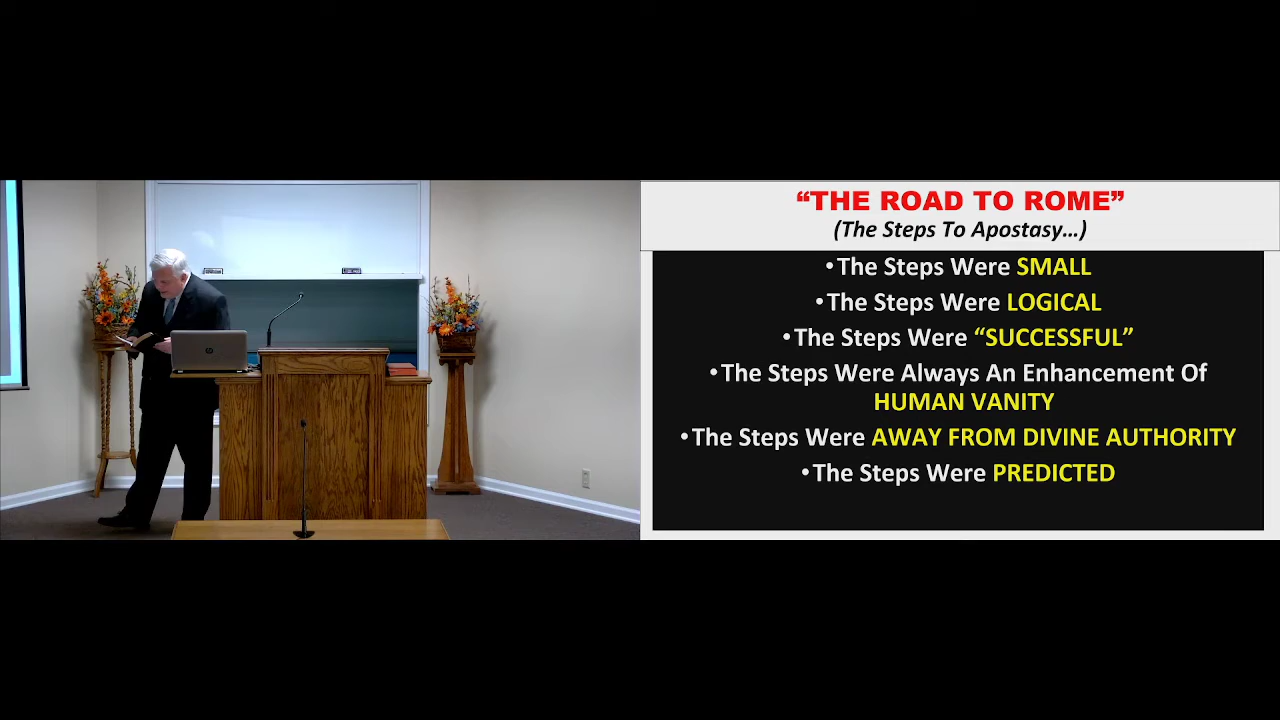 “THE ROAD TO ROME”
(The Steps To Apostasy…)
•The Steps Were SMALL
•The Steps Were LOGICAL
•The Steps Were “SUCCESSFUL”
•The Steps Were Always An Enhancement Of
HUMAN VANITY
•The Steps Were AWAY FROM DIVINE AUTHORITY
•The Steps Were PREDICTED
hp